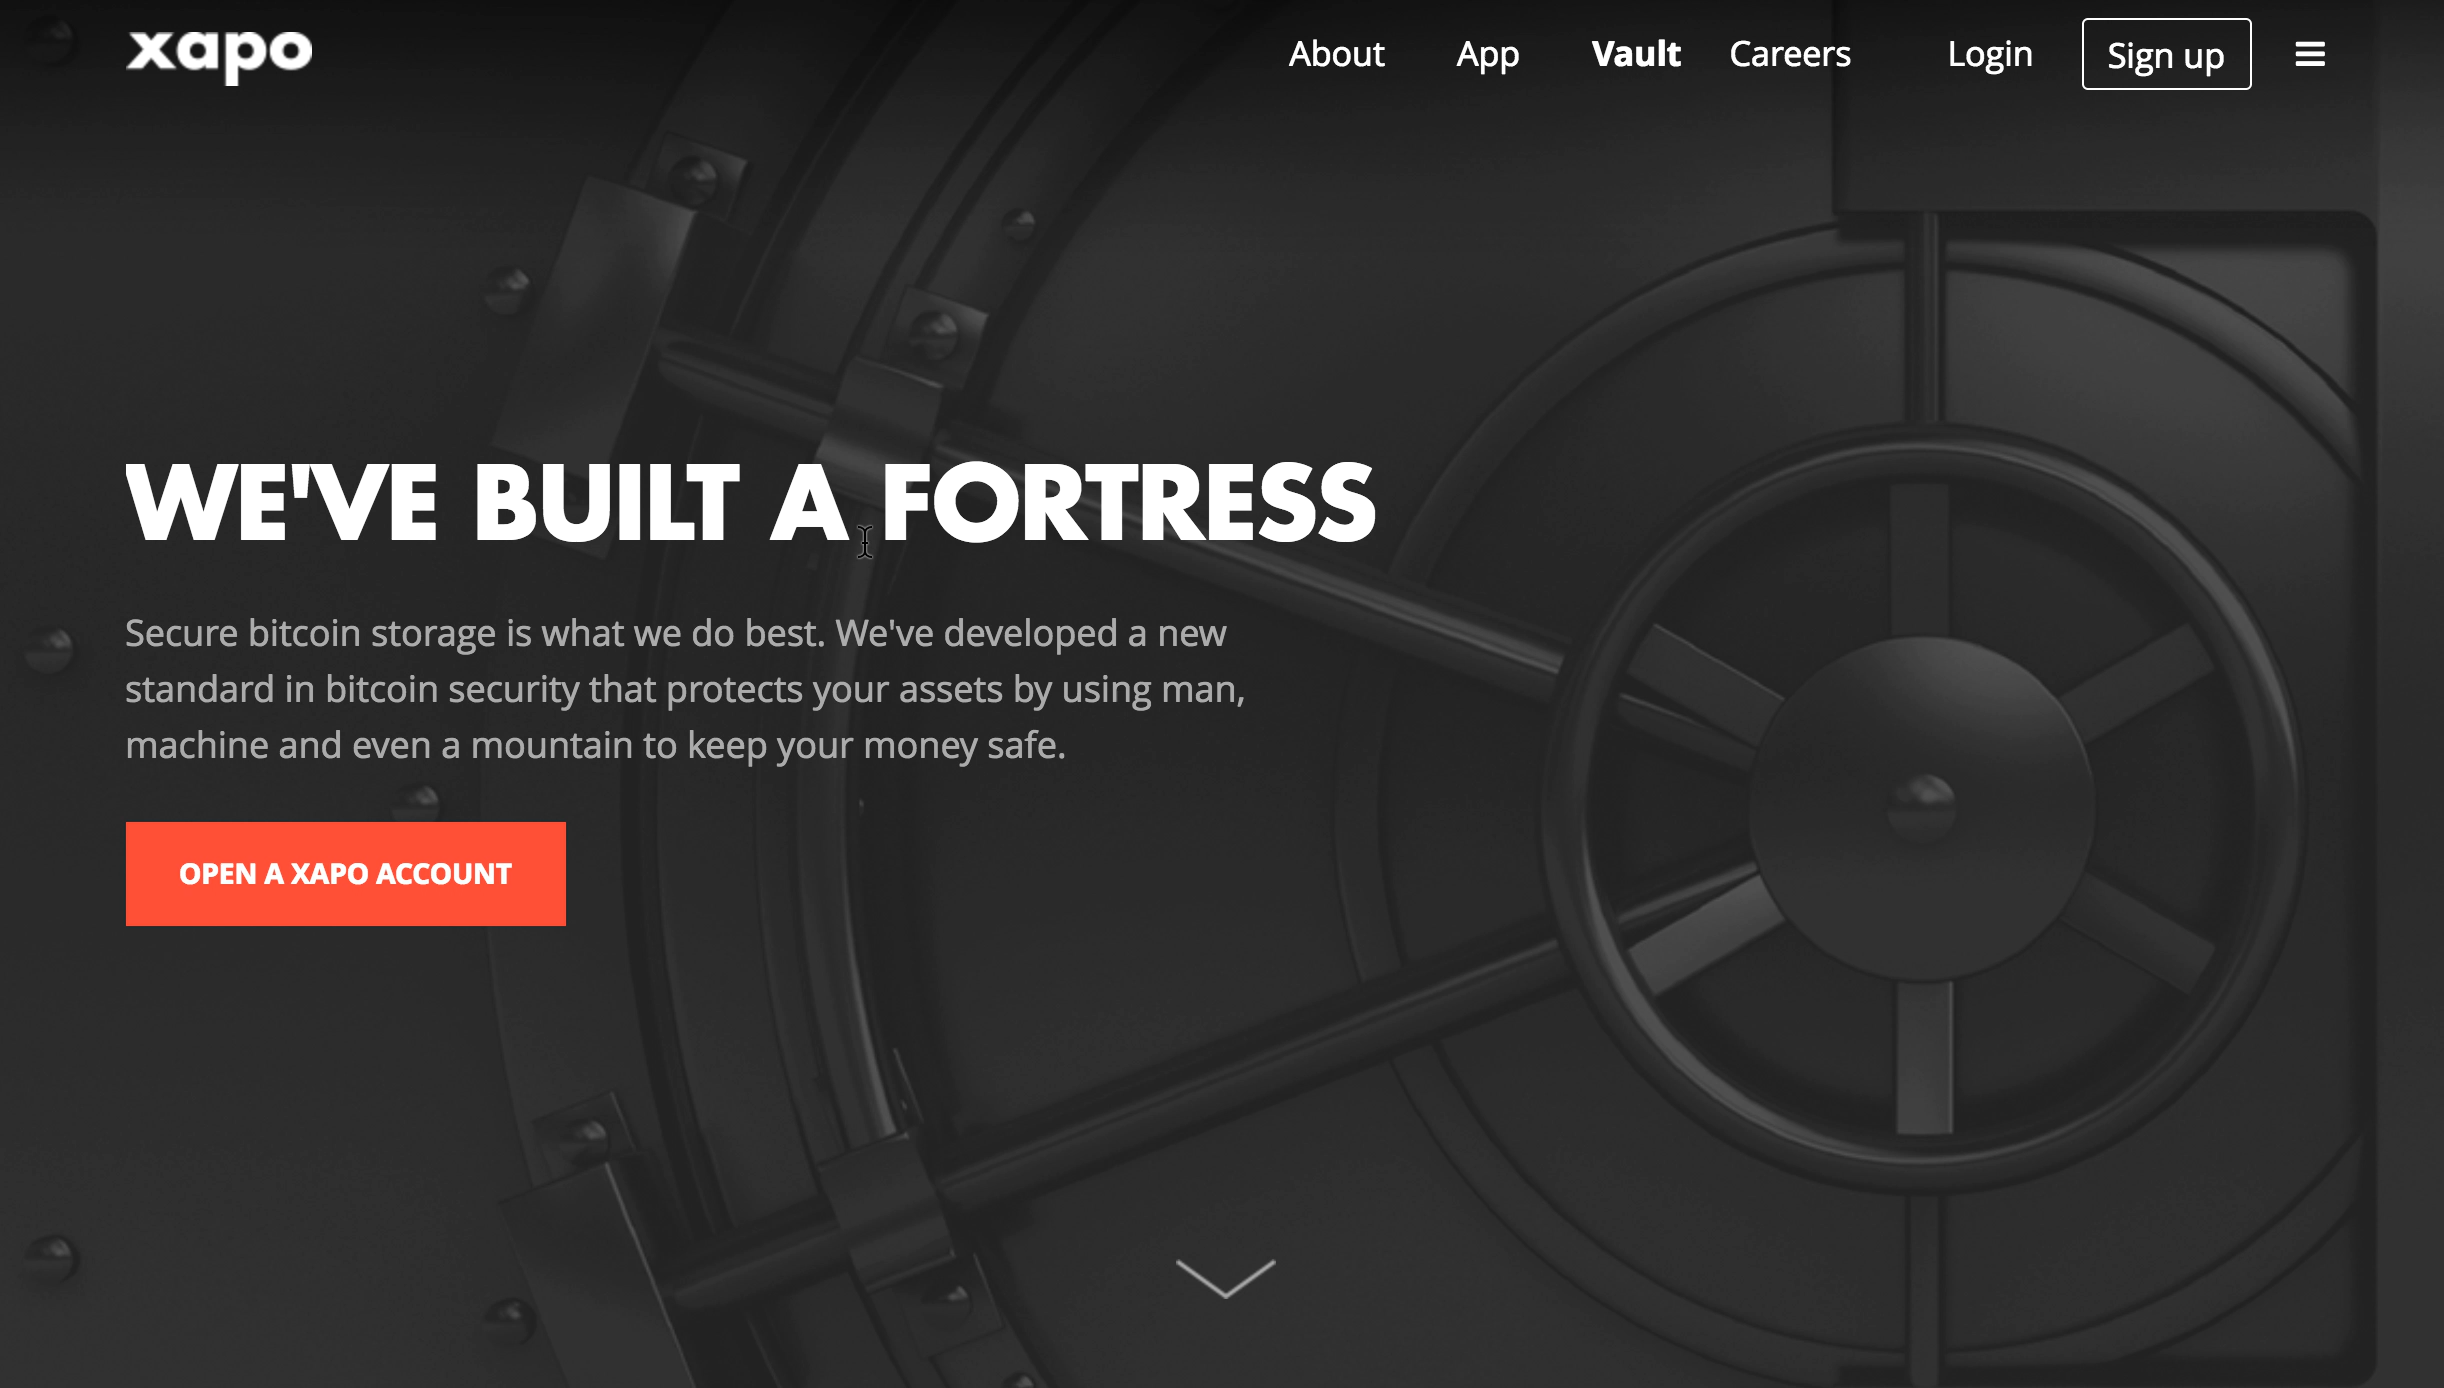 xapo
About App Vault Careers Login Sign up
WE'VE BUILT A FORTRESS
Secure bitcoin storage is what we do best. We've developed a new
standard in bitcoin security that protects your assets by using man,
machine and even a mountain to keep your money safe.
OPEN A XAPO ACCOUNT